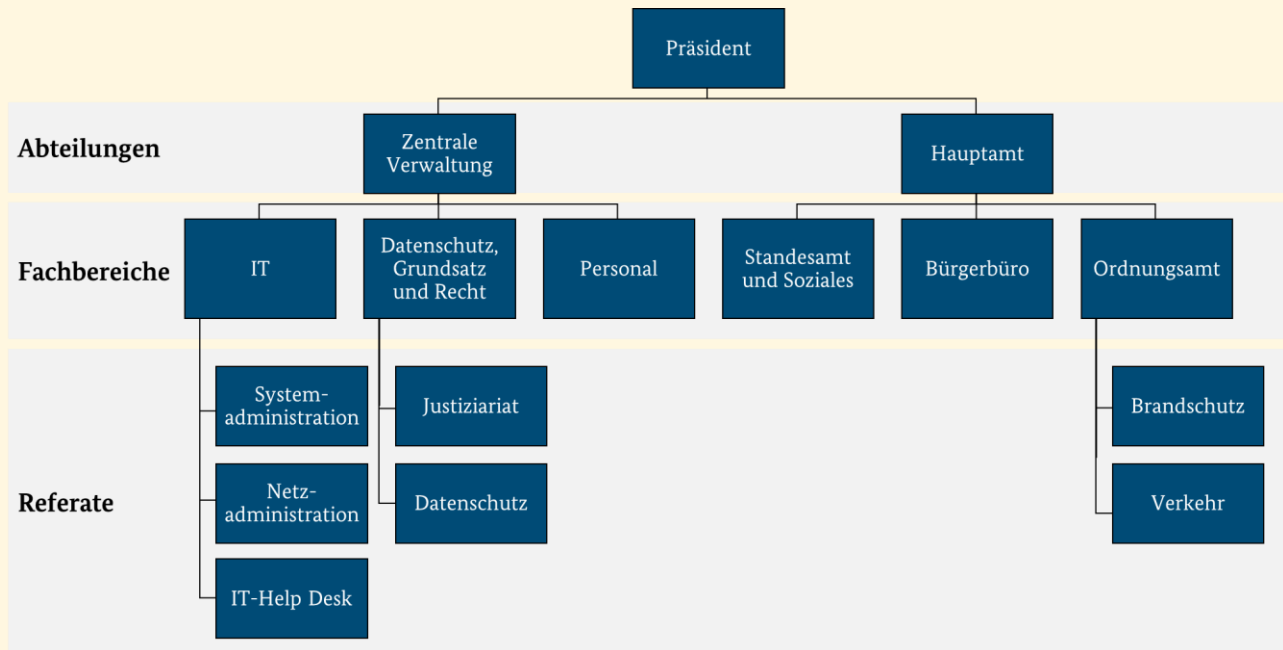 Präsident
Abteilungen
Zentrale
Verwaltung
Hauptamt
Fachbereiche
IT
Datenschutz,
Grundsatz
und Recht
Personal
Standesamt
und Soziales
Bürgerbüro
Ordnungsamt
Referate
System-
administration
Justiziariat
Brandschutz
Netz-
administration
Datenschutz
Verkehr
IT-Help Desk